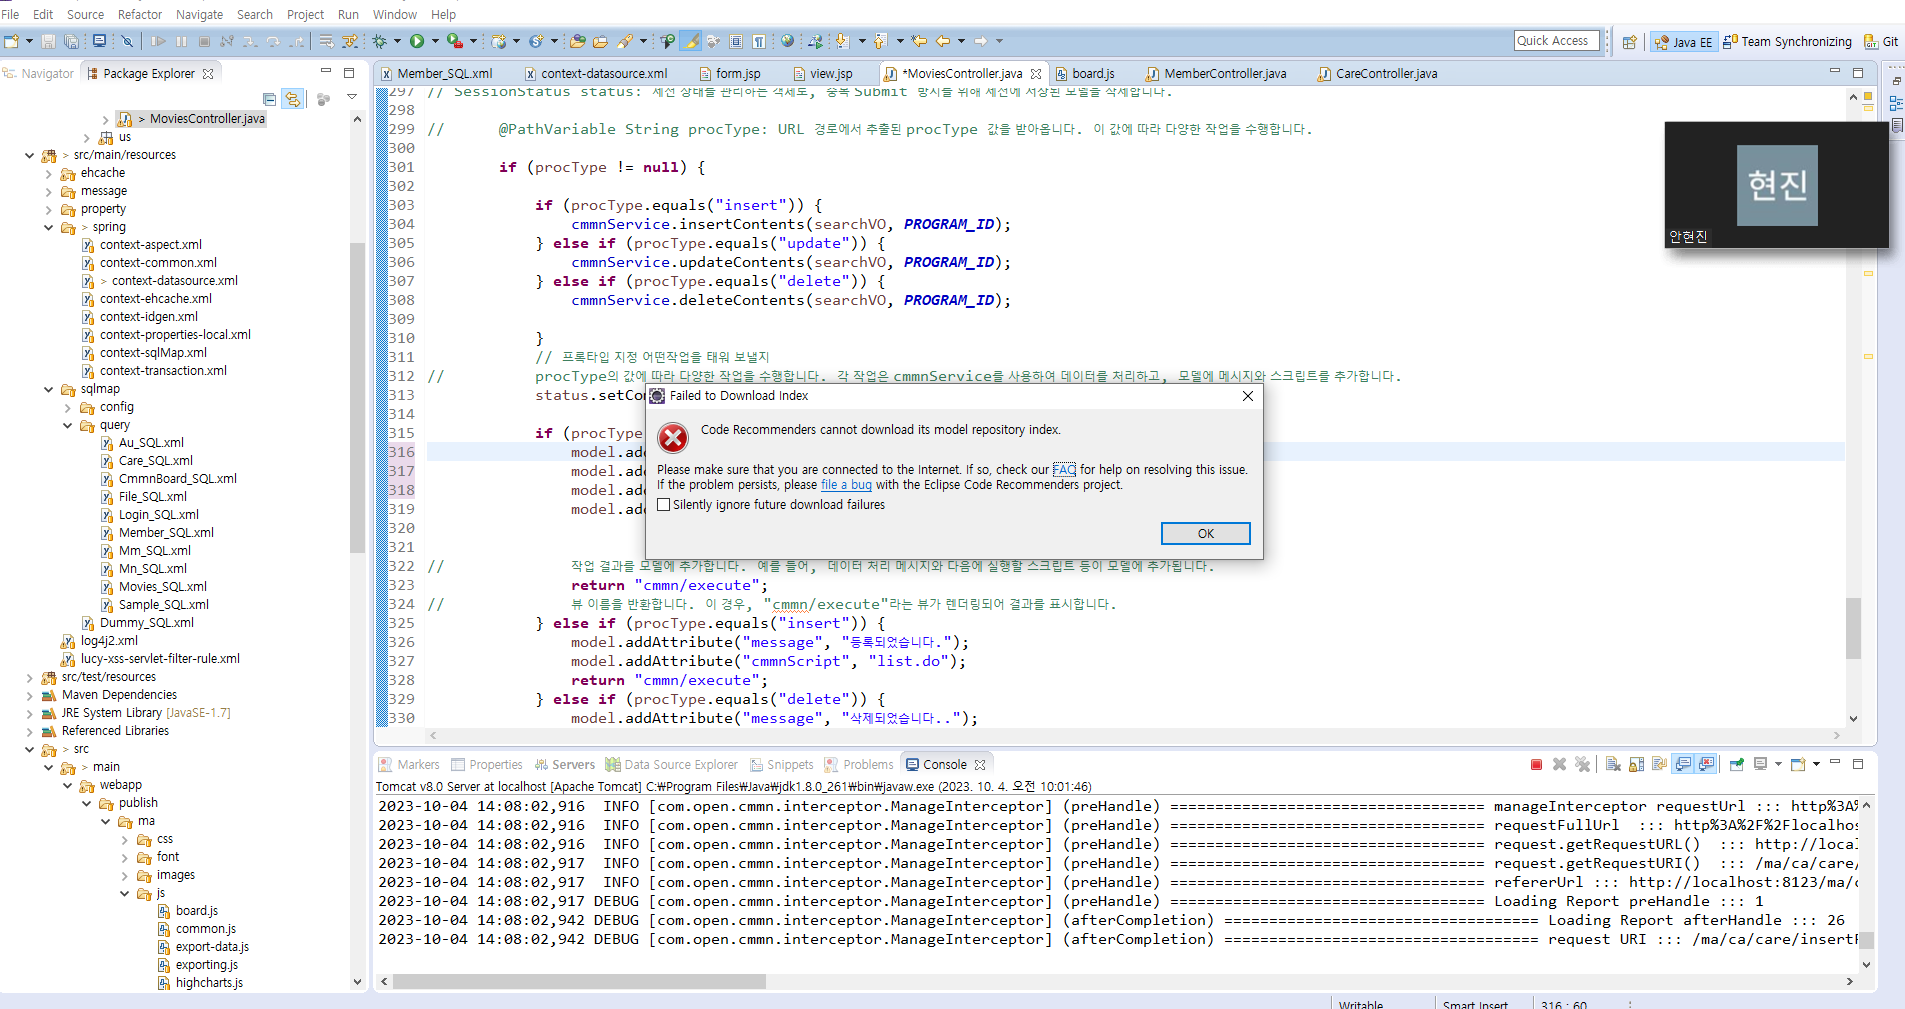 File Edit Source Refactor Navigate Search Project Run Window Help
Quick Access Java EE Team Synchronizing Git
Navigator Package Explorer
> MoviesController.java
us
> src/main/resources
ehcache
message
property
> spring
context-aspect.xml
context-common.xml
> context-datasource.xml
context-ehcache.xml
context-idgen.xml
context-properties-local.xml
context-sqlMap.xml
context-transaction.xml
sqlmap
config
query
Au_SQL.xml
Care_SQL.xml
CmmnBoard_SQL.xml
File_SQL.xml
Login_SQL.xml
Member_SQL.xml
Mm_SQL.xml
Mn_SQL.xml
Movies_SQL.xml
Sample_SQL.xml
Dummy_SQL.xml
log4j2.xml
lucy-xss-servlet-filter-rule.xml
src/test/resources
Maven Dependencies
JRE System Library [JavaSE-1.7]
Referenced Libraries
> src
> main
webapp
publish
ma
css
font
images
js
board.js
common.js
export-data.js
exporting.js
highcharts.js
Member_SQL.xml context-datasource.xml form.jsp view.jsp *MoviesController.java board.js MemberController.java CareController.java
297 // SessionStatus status: 세션 상태를 관리하는 객체로, 중복 Submit 방지를 위해 세션에 저장된 모델을 삭제합니다.
298
299 // @PathVariable String procType: URL 경로에서 추출된 procType 값을 받아옵니다. 이 값에 따라 다양한 작업을 수행합니다.
300
301 if (procType != null) {
302
303 if (procType.equals("insert")) {
304 cmmnService.insertContents(searchVO, PROGRAM_ID);
305 } else if (procType.equals("update")) {
306 cmmnService.updateContents(searchVO, PROGRAM_ID);
307 } else if (procType.equals("delete")) {
308 cmmnService.deleteContents(searchVO, PROGRAM_ID);
309
310 }
311 // 프록타입 지정 어떤작업을 태워 보낼지
312 // procType의 값에 따라 다양한 작업을 수행합니다. 각 작업은 cmmnService를 사용하여 데이터를 처리하고, 모델에 메시지와 스크립트를 추가합니다.
313 status.setCo
314
315 if (procType
316 model.add
317 model.add
318 model.add
319 model.add
320
321
322 // 작업 결과를 모델에 추가합니다. 예를 들어, 데이터 처리 메시지와 다음에 실행할 스크립트 등이 모델에 추가됩니다.
323 return "cmmn/execute";
324 // 뷰 이름을 반환합니다. 이 경우, "cmmn/execute"라는 뷰가 렌더링되어 결과를 표시합니다.
325 } else if (procType.equals("insert")) {
326 model.addAttribute("message", "등록되었습니다.");
327 model.addAttribute("cmmnScript", "list.do");
328 return "cmmn/execute";
329 } else if (procType.equals("delete")) {
330 model.addAttribute("message", "삭제되었습니다..");
Failed to Download Index
Code Recommenders cannot download its model repository index.
Please make sure that you are connected to the Internet. If so, check our FAQ for help on resolving this issue.
If the problem persists, please file a bug with the Eclipse Code Recommenders project.
Silently ignore future download failures
OK
현진
안현진
Markers Properties Servers Data Source Explorer Snippets Problems Console
Tomcat v8.0 Server at localhost [Apache Tomcat] C:₩Program Files₩Java₩jdk1.8.0_261₩bin₩javaw.exe (2023. 10. 4. 오전 10:01:46)
2023-10-04 14:08:02,916 INFO [com.open.cmmn.interceptor.ManageInterceptor] (preHandle) =================================== manageInterceptor requestUrl ::: http%3A%
2023-10-04 14:08:02,916 INFO [com.open.cmmn.interceptor.ManageInterceptor] (preHandle) =================================== requestFullUrl ::: http%3A%2F%2Flocalhos
2023-10-04 14:08:02,916 INFO [com.open.cmmn.interceptor.ManageInterceptor] (preHandle) =================================== request.getRequestURL() ::: http://local
2023-10-04 14:08:02,917 INFO [com.open.cmmn.interceptor.ManageInterceptor] (preHandle) =================================== request.getRequestURI() ::: /ma/ca/care/
2023-10-04 14:08:02,917 INFO [com.open.cmmn.interceptor.ManageInterceptor] (preHandle) =================================== refererUrl ::: http://localhost:8123/ma/c
2023-10-04 14:08:02,917 DEBUG [com.open.cmmn.interceptor.ManageInterceptor] (preHandle) =================================== Loading Report preHandle ::: 1
2023-10-04 14:08:02,942 DEBUG [com.open.cmmn.interceptor.ManageInterceptor] (afterCompletion) =================================== Loading Report afterHandle ::: 26
2023-10-04 14:08:02,942 DEBUG [com.open.cmmn.interceptor.ManageInterceptor] (afterCompletion) =================================== request URI ::: /ma/ca/care/insertF
Writable Smart Insert 316 : 60